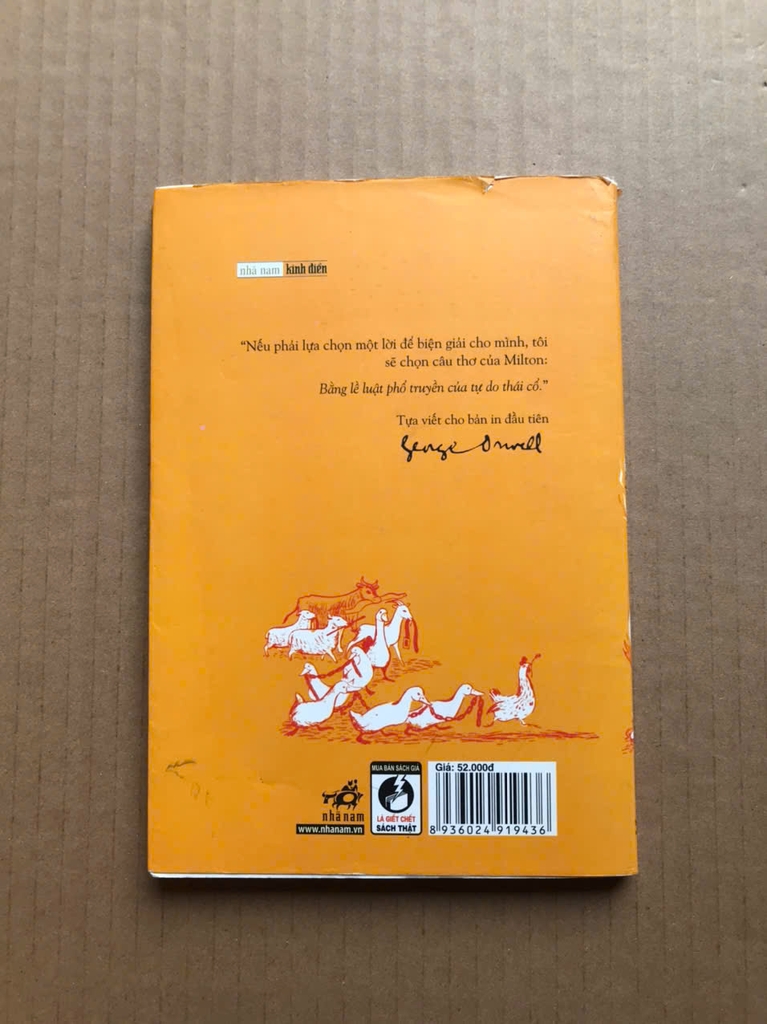 nhã nam kinh điển
“Nếu phải lựa chọn một lời để biện giải cho mình, tôi
sẽ chọn câu thơ của Milton:
Bằng lề luật phổ truyền của tự do thái cổ.”
Tựa viết cho bản in đầu tiên
George Orwell
nhã nam
www.nhanam.vn
MUA BÁN SÁCH GIẢ
LÀ GIẾT CHẾT
SÁCH THẬT
Giá: 52.000đ
8 936024 919436